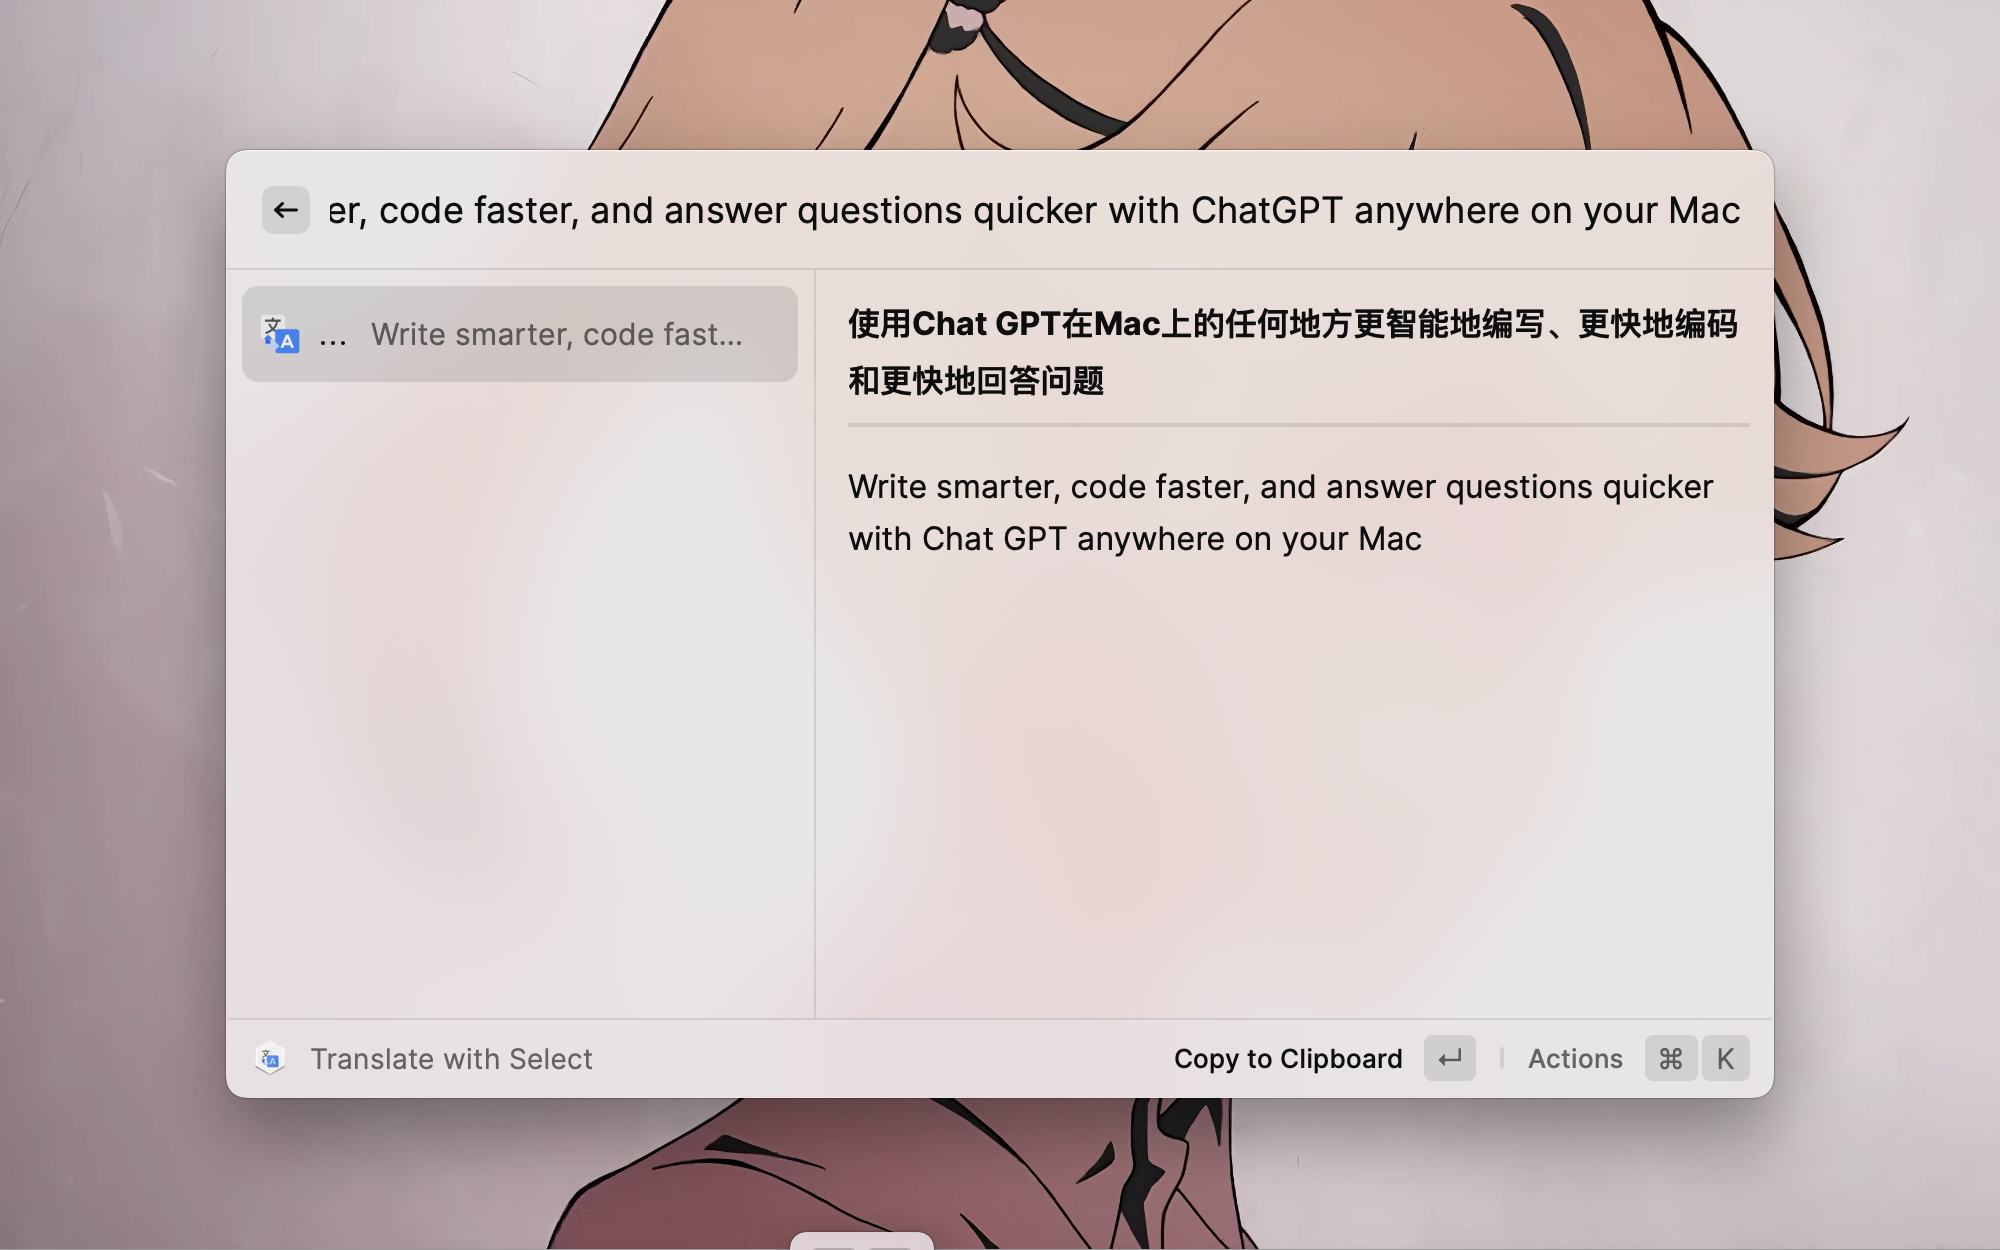 er, code faster, and answer questions quicker with ChatGPT anywhere on your Mac
... Write smarter, code fast...
使用Chat GPT在Mac上的任何地方更智能地编写、更快地编码
和更快地回答问题
Write smarter, code faster, and answer questions quicker
with Chat GPT anywhere on your Mac
Translate with Select
Copy to Clipboard ↵ Actions ⌘ K